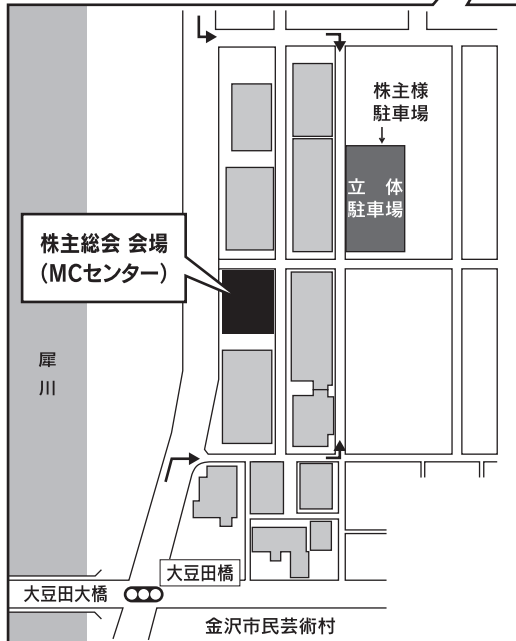 株主様
駐車場
立 体
駐車場
株主総会 会場
（MCセンター）
犀
川
大豆田橋
大豆田大橋
金沢市民芸術村